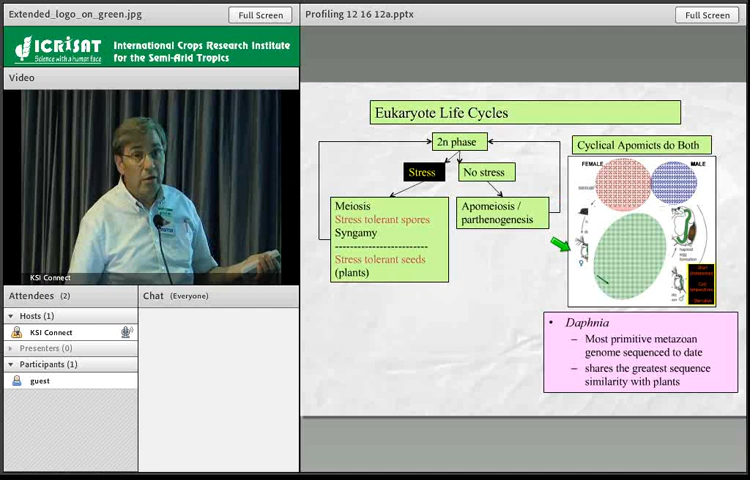 Extended_logo_on_green.jpg
Full Screen
Profiling 12 16 12a.pptx
Full Screen
ICRISAT
Science with a human face
International Crops Research Institute
for the Semi-Arid Tropics
Video
KSI Connect
Attendees (2)
Chat (Everyone)
Hosts (1)
KSI Connect
Presenters (0)
Participants (1)
guest
Eukaryote Life Cycles
2n phase
Stress
No stress
Meiosis
Stress tolerant spores
Syngamy
-------------------------
Stress tolerant seeds
(plants)
Apomeiosis /
parthenogenesis
Cyclical Apomicts do Both
FEMALE
MALE
• Daphnia
– Most primitive metazoan
genome sequenced to date
– shares the greatest sequence
similarity with plants